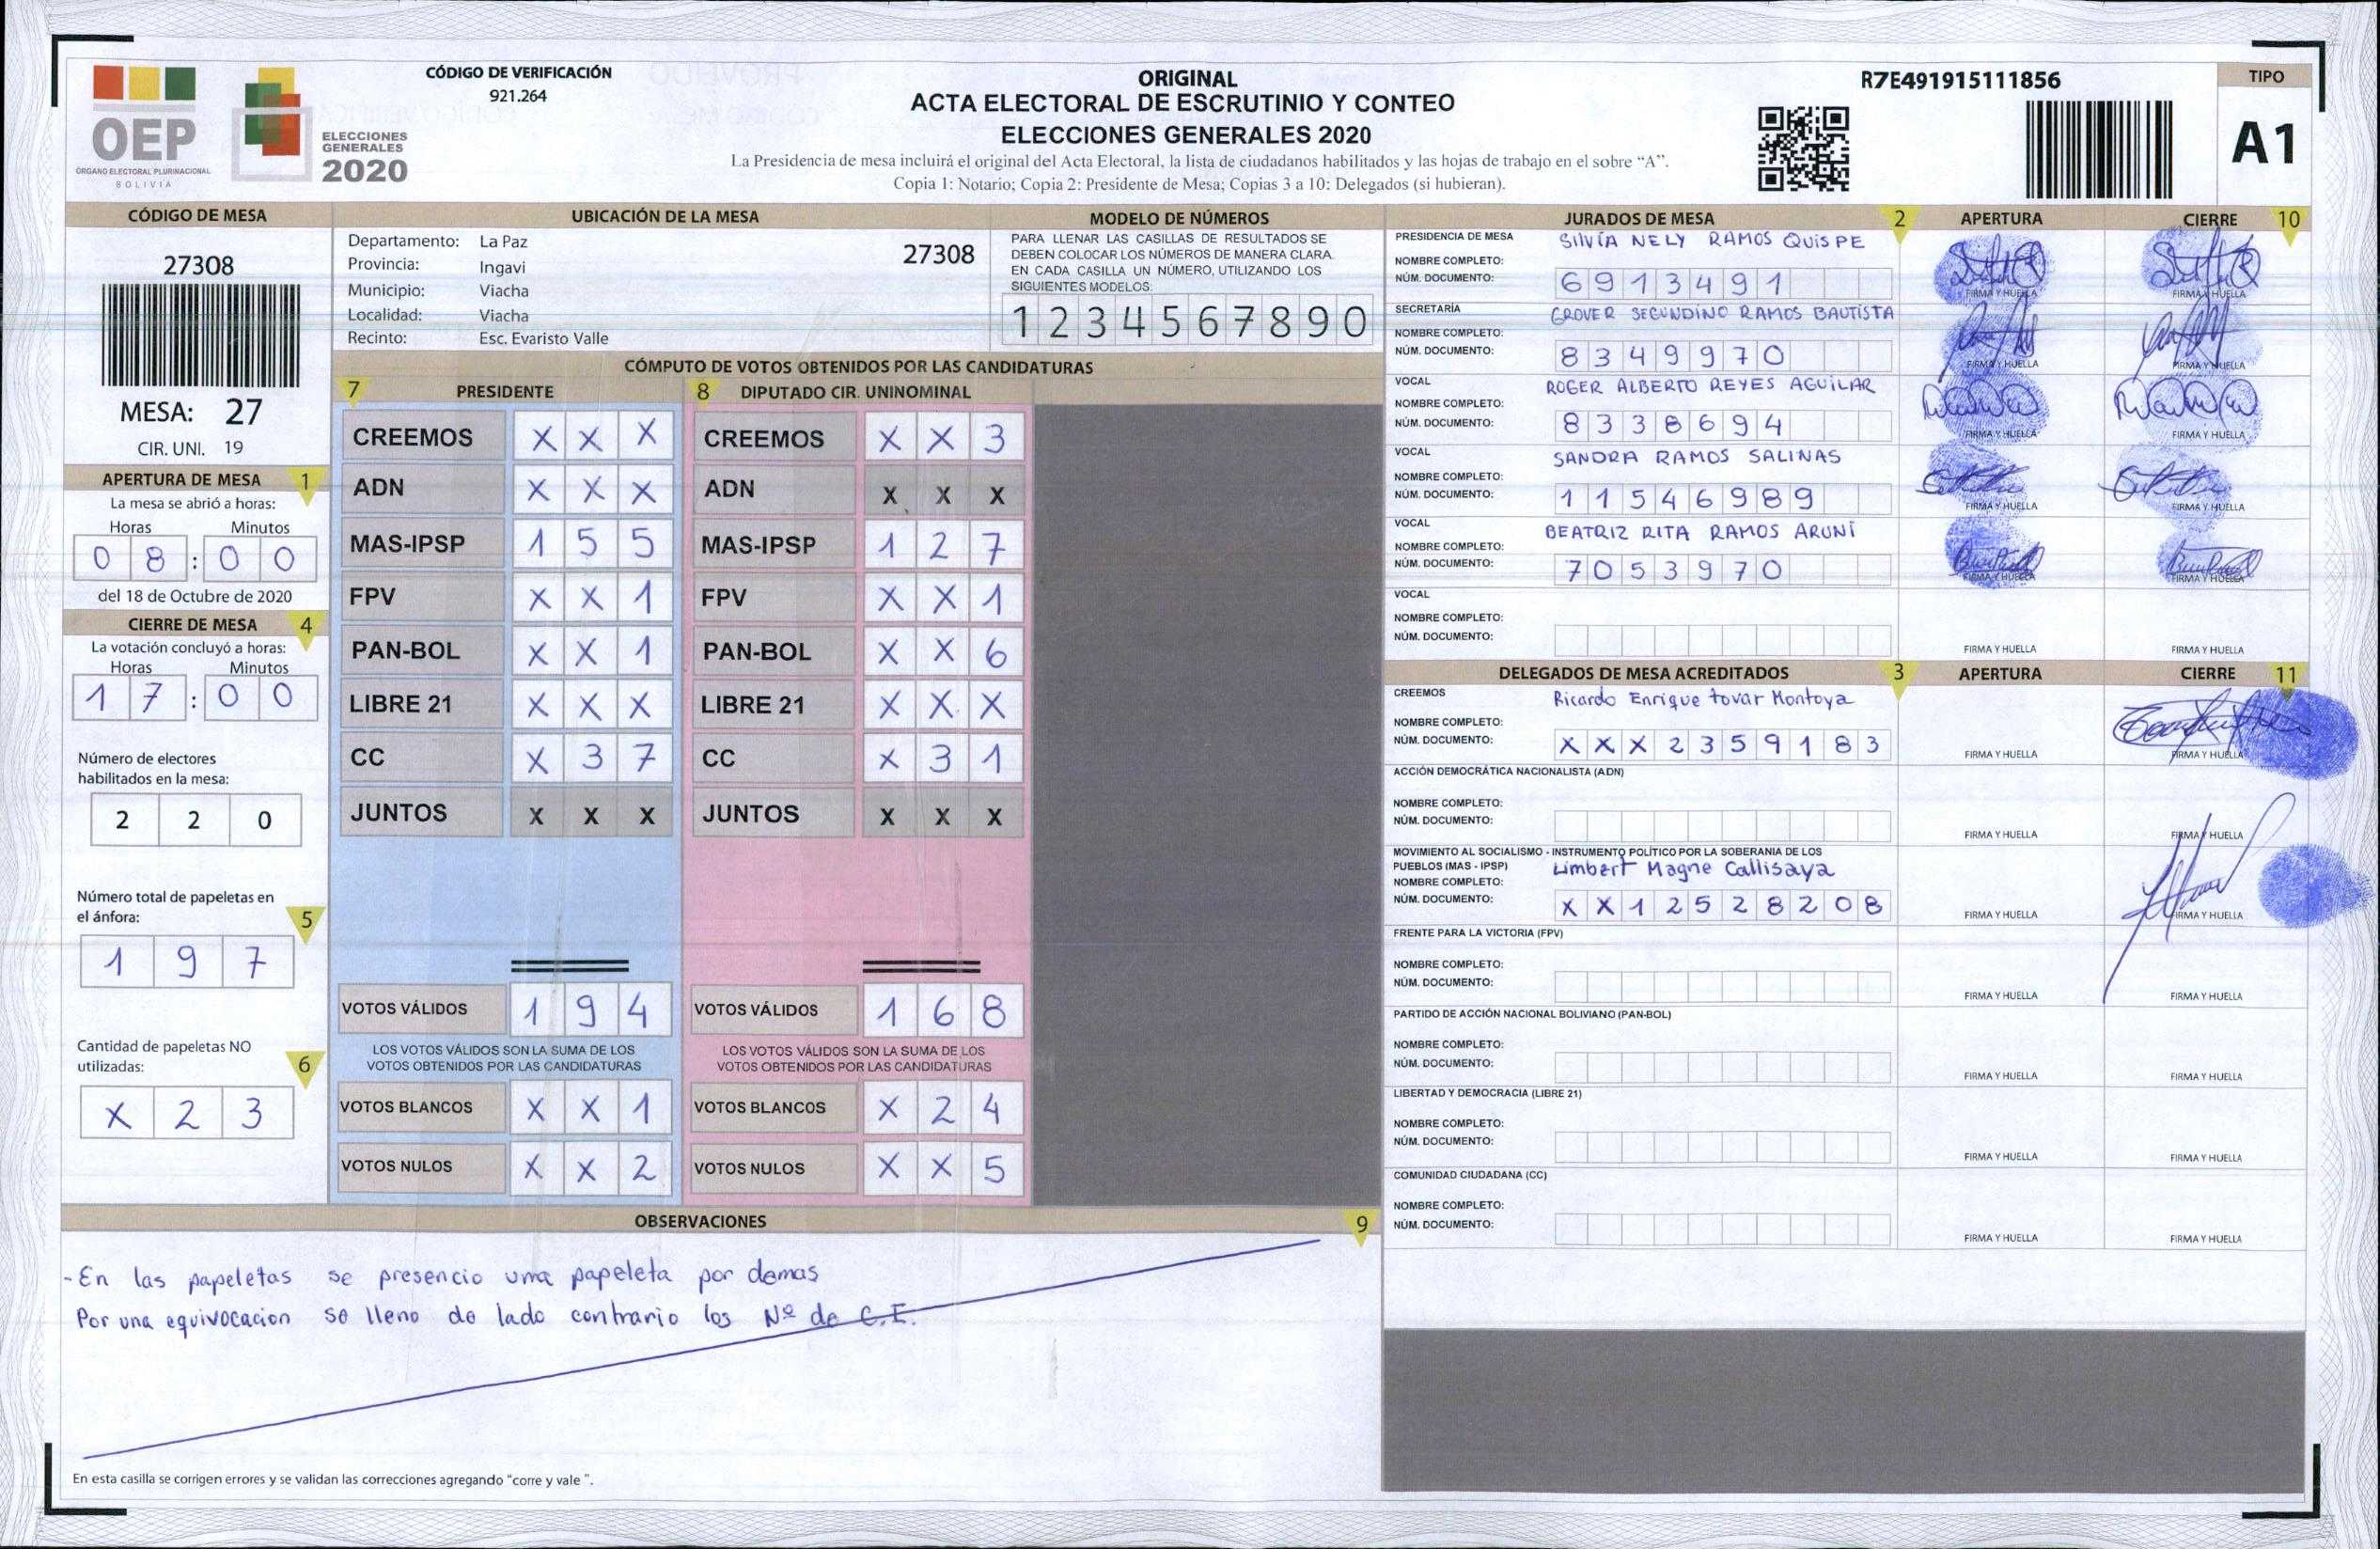 OEP
ÓRGANO ELECTORAL PLURINACIONAL
BOLIVIA
ELECCIONES
GENERALES
2020
CÓDIGO DE VERIFICACIÓN
921.264
ORIGINAL
ACTA ELECTORAL DE ESCRUTINIO Y CONTEO
ELECCIONES GENERALES 2020
La Presidencia de mesa incluirá el original del Acta Electoral, la lista de ciudadanos habilitados y las hojas de trabajo en el sobre “A”.
Copia 1: Notario; Copia 2: Presidente de Mesa; Copias 3 a 10: Delegados (si hubieran).
R7E491915111856
TIPO
A1
CÓDIGO DE MESA
27308
MESA: 27
CIR. UNI. 19
APERTURA DE MESA 1
La mesa se abrió a horas:
Horas Minutos
0 8 : 0 0
del 18 de Octubre de 2020
CIERRE DE MESA 4
La votación concluyó a horas:
Horas Minutos
1 7 : 0 0
Número de electores
habilitados en la mesa:
2 2 0
Número total de papeletas en
el ánfora: 5
1 9 7
Cantidad de papeletas NO
utilizadas: 6
X 2 3
UBICACIÓN DE LA MESA
Departamento: La Paz 27308
Provincia: Ingavi
Municipio: Viacha
Localidad: Viacha
Recinto: Esc. Evaristo Valle
MODELO DE NÚMEROS
PARA LLENAR LAS CASILLAS DE RESULTADOS SE
DEBEN COLOCAR LOS NÚMEROS DE MANERA CLARA.
EN CADA CASILLA UN NÚMERO, UTILIZANDO LOS
SIGUIENTES MODELOS:
1 2 3 4 5 6 7 8 9 0
CÓMPUTO DE VOTOS OBTENIDOS POR LAS CANDIDATURAS
7 PRESIDENTE
CREEMOS X X X
ADN X X X
MAS-IPSP 1 5 5
FPV X X 1
PAN-BOL X X 1
LIBRE 21 X X X
CC X 3 7
JUNTOS X X X
VOTOS VÁLIDOS 1 9 4
LOS VOTOS VÁLIDOS SON LA SUMA DE LOS
VOTOS OBTENIDOS POR LAS CANDIDATURAS
VOTOS BLANCOS X X 1
VOTOS NULOS X X 2
8 DIPUTADO CIR. UNINOMINAL
CREEMOS X X 3
ADN X X X
MAS-IPSP 1 2 7
FPV X X 1
PAN-BOL X X 6
LIBRE 21 X X X
CC X 3 1
JUNTOS X X X
VOTOS VÁLIDOS 1 6 8
LOS VOTOS VÁLIDOS SON LA SUMA DE LOS
VOTOS OBTENIDOS POR LAS CANDIDATURAS
VOTOS BLANCOS X 2 4
VOTOS NULOS X X 5
OBSERVACIONES 9
- En las papeletas se presencio una papeleta por demas
Por una equivocacion se lleno de lado contrario los Nº de C.I.
En esta casilla se corrigen errores y se validan las correcciones agregando "corre y vale ".
JURADOS DE MESA 2 APERTURA CIERRE 10
PRESIDENCIA DE MESA SILVIA NELY RAMOS QUISPE
NOMBRE COMPLETO:
NÚM. DOCUMENTO: 6 9 1 3 4 9 1
FIRMA Y HUELLA FIRMA Y HUELLA
SECRETARÍA GROVER SECUNDINO RAMOS BAUTISTA
NOMBRE COMPLETO:
NÚM. DOCUMENTO: 8 3 4 9 9 7 0
FIRMA Y HUELLA FIRMA Y HUELLA
VOCAL ROGER ALBERTO REYES AGUILAR
NOMBRE COMPLETO:
NÚM. DOCUMENTO: 8 3 3 8 6 9 4
FIRMA Y HUELLA FIRMA Y HUELLA
VOCAL SANDRA RAMOS SALINAS
NOMBRE COMPLETO:
NÚM. DOCUMENTO: 1 1 5 4 6 9 8 9
FIRMA Y HUELLA FIRMA Y HUELLA
VOCAL BEATRIZ RITA RAMOS ARUNI
NOMBRE COMPLETO:
NÚM. DOCUMENTO: 7 0 5 3 9 7 0
FIRMA Y HUELLA FIRMA Y HUELLA
VOCAL
NOMBRE COMPLETO:
NÚM. DOCUMENTO:
FIRMA Y HUELLA FIRMA Y HUELLA
DELEGADOS DE MESA ACREDITADOS 3 APERTURA CIERRE 11
CREEMOS Ricardo Enrique tovar Montoya
NOMBRE COMPLETO:
NÚM. DOCUMENTO: X X X 2 3 5 9 1 8 3
FIRMA Y HUELLA FIRMA Y HUELLA
ACCIÓN DEMOCRÁTICA NACIONALISTA (ADN)
NOMBRE COMPLETO:
NÚM. DOCUMENTO:
FIRMA Y HUELLA FIRMA Y HUELLA
MOVIMIENTO AL SOCIALISMO - INSTRUMENTO POLÍTICO POR LA SOBERANIA DE LOS
PUEBLOS (MAS - IPSP) Limbert Magne Callisaya
NOMBRE COMPLETO:
NÚM. DOCUMENTO: X X 1 2 5 2 8 2 0 8
FIRMA Y HUELLA FIRMA Y HUELLA
FRENTE PARA LA VICTORIA (FPV)
NOMBRE COMPLETO:
NÚM. DOCUMENTO:
FIRMA Y HUELLA FIRMA Y HUELLA
PARTIDO DE ACCIÓN NACIONAL BOLIVIANO (PAN-BOL)
NOMBRE COMPLETO:
NÚM. DOCUMENTO:
FIRMA Y HUELLA FIRMA Y HUELLA
LIBERTAD Y DEMOCRACIA (LIBRE 21)
NOMBRE COMPLETO:
NÚM. DOCUMENTO:
FIRMA Y HUELLA FIRMA Y HUELLA
COMUNIDAD CIUDADANA (CC)
NOMBRE COMPLETO:
NÚM. DOCUMENTO:
FIRMA Y HUELLA FIRMA Y HUELLA